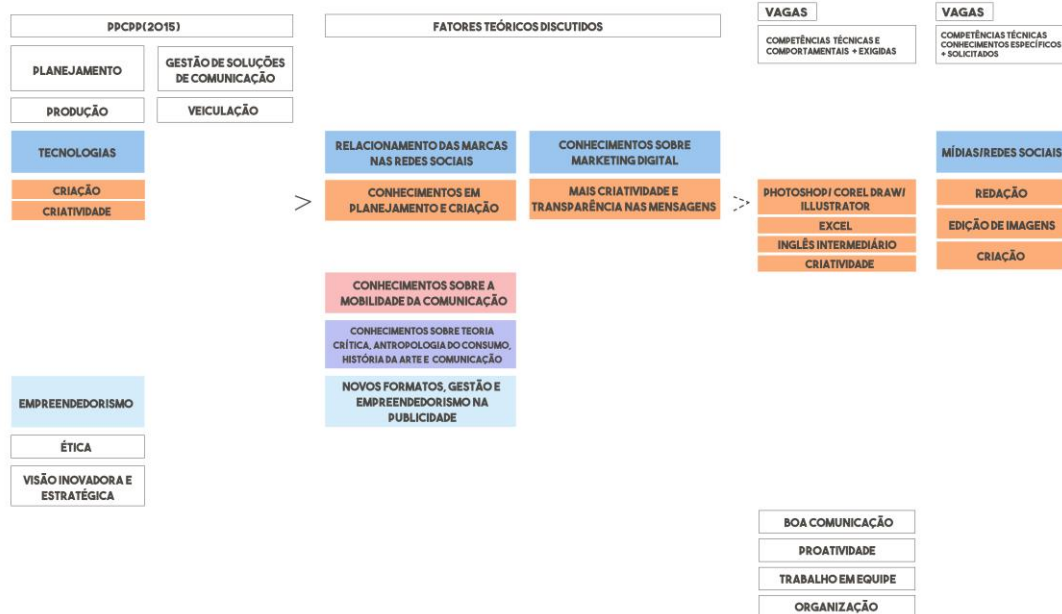 PPCPP(2015)
PLANEJAMENTO
GESTÃO DE SOLUÇÕES
DE COMUNICAÇÃO
PRODUÇÃO
VEICULAÇÃO
TECNOLOGIAS
CRIAÇÃO
CRIATIVIDADE
EMPREENDEDORISMO
ÉTICA
VISÃO INOVADORA E
ESTRATÉGICA
>
FATORES TEÓRICOS DISCUTIDOS
RELACIONAMENTO DAS MARCAS
NAS REDES SOCIAIS
CONHECIMENTOS SOBRE
MARKETING DIGITAL
CONHECIMENTOS EM
PLANEJAMENTO E CRIAÇÃO
MAIS CRIATIVIDADE E
TRANSPARÊNCIA NAS MENSAGENS
CONHECIMENTOS SOBRE A
MOBILIDADE DA COMUNICAÇÃO
CONHECIMENTOS SOBRE TEORIA
CRÍTICA, ANTROPOLOGIA DO CONSUMO,
HISTÓRIA DA ARTE E COMUNICAÇÃO
NOVOS FORMATOS, GESTÃO E
EMPREENDEDORISMO NA
PUBLICIDADE
VAGAS
COMPETÊNCIAS TÉCNICAS E
COMPORTAMENTAIS + EXIGIDAS
PHOTOSHOP/ COREL DRAW/
ILLUSTRATOR
EXCEL
INGLÊS INTERMEDIÁRIO
CRIATIVIDADE
BOA COMUNICAÇÃO
PROATIVIDADE
TRABALHO EM EQUIPE
ORGANIZAÇÃO
VAGAS
COMPETÊNCIAS TÉCNICAS
CONHECIMENTOS ESPECÍFICOS
+ SOLICITADOS
MÍDIAS/REDES SOCIAIS
REDAÇÃO
EDIÇÃO DE IMAGENS
CRIAÇÃO